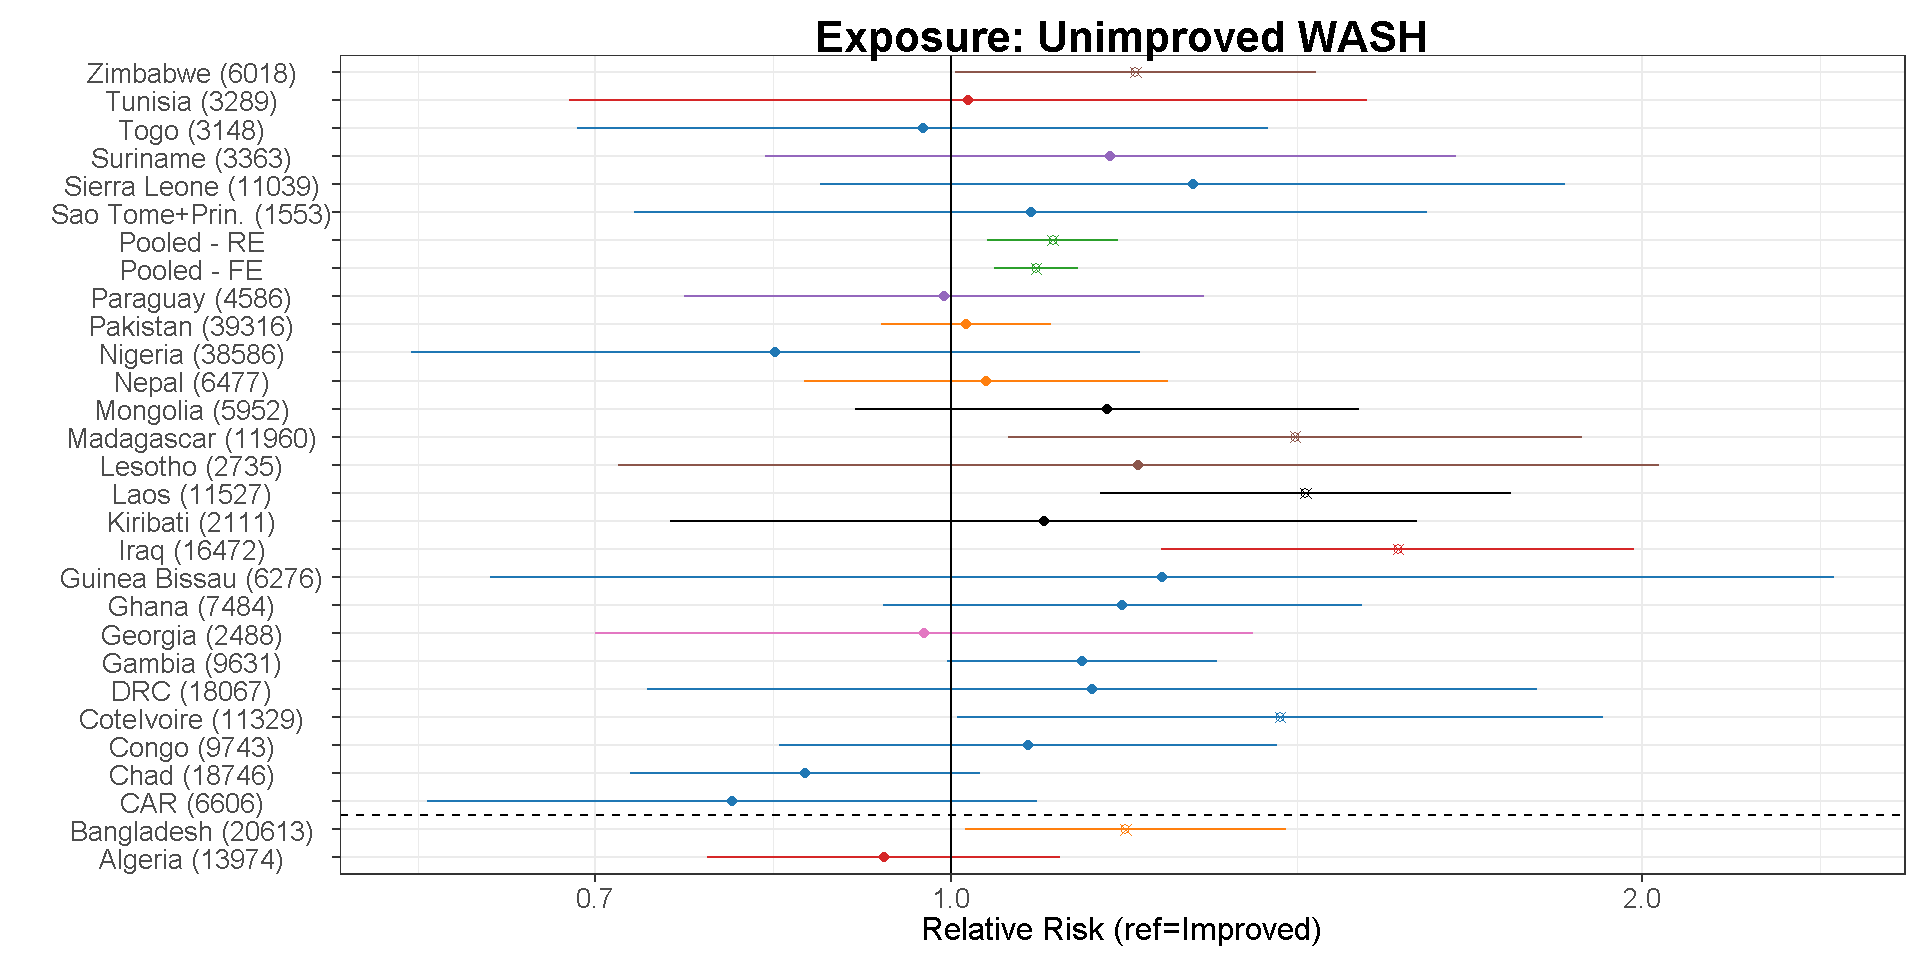 Exposure: Unimproved WASH
Zimbabwe (6018)
Tunisia (3289)
Togo (3148)
Suriname (3363)
Sierra Leone (11039)
Sao Tome+Prin. (1553)
Pooled - RE
Pooled - FE
Paraguay (4586)
Pakistan (39316)
Nigeria (38586)
Nepal (6477)
Mongolia (5952)
Madagascar (11960)
Lesotho (2735)
Laos (11527)
Kiribati (2111)
Iraq (16472)
Guinea Bissau (6276)
Ghana (7484)
Georgia (2488)
Gambia (9631)
DRC (18067)
CoteIvoire (11329)
Congo (9743)
Chad (18746)
CAR (6606)
Bangladesh (20613)
Algeria (13974)
0.7 1.0 2.0
Relative Risk (ref=Improved)